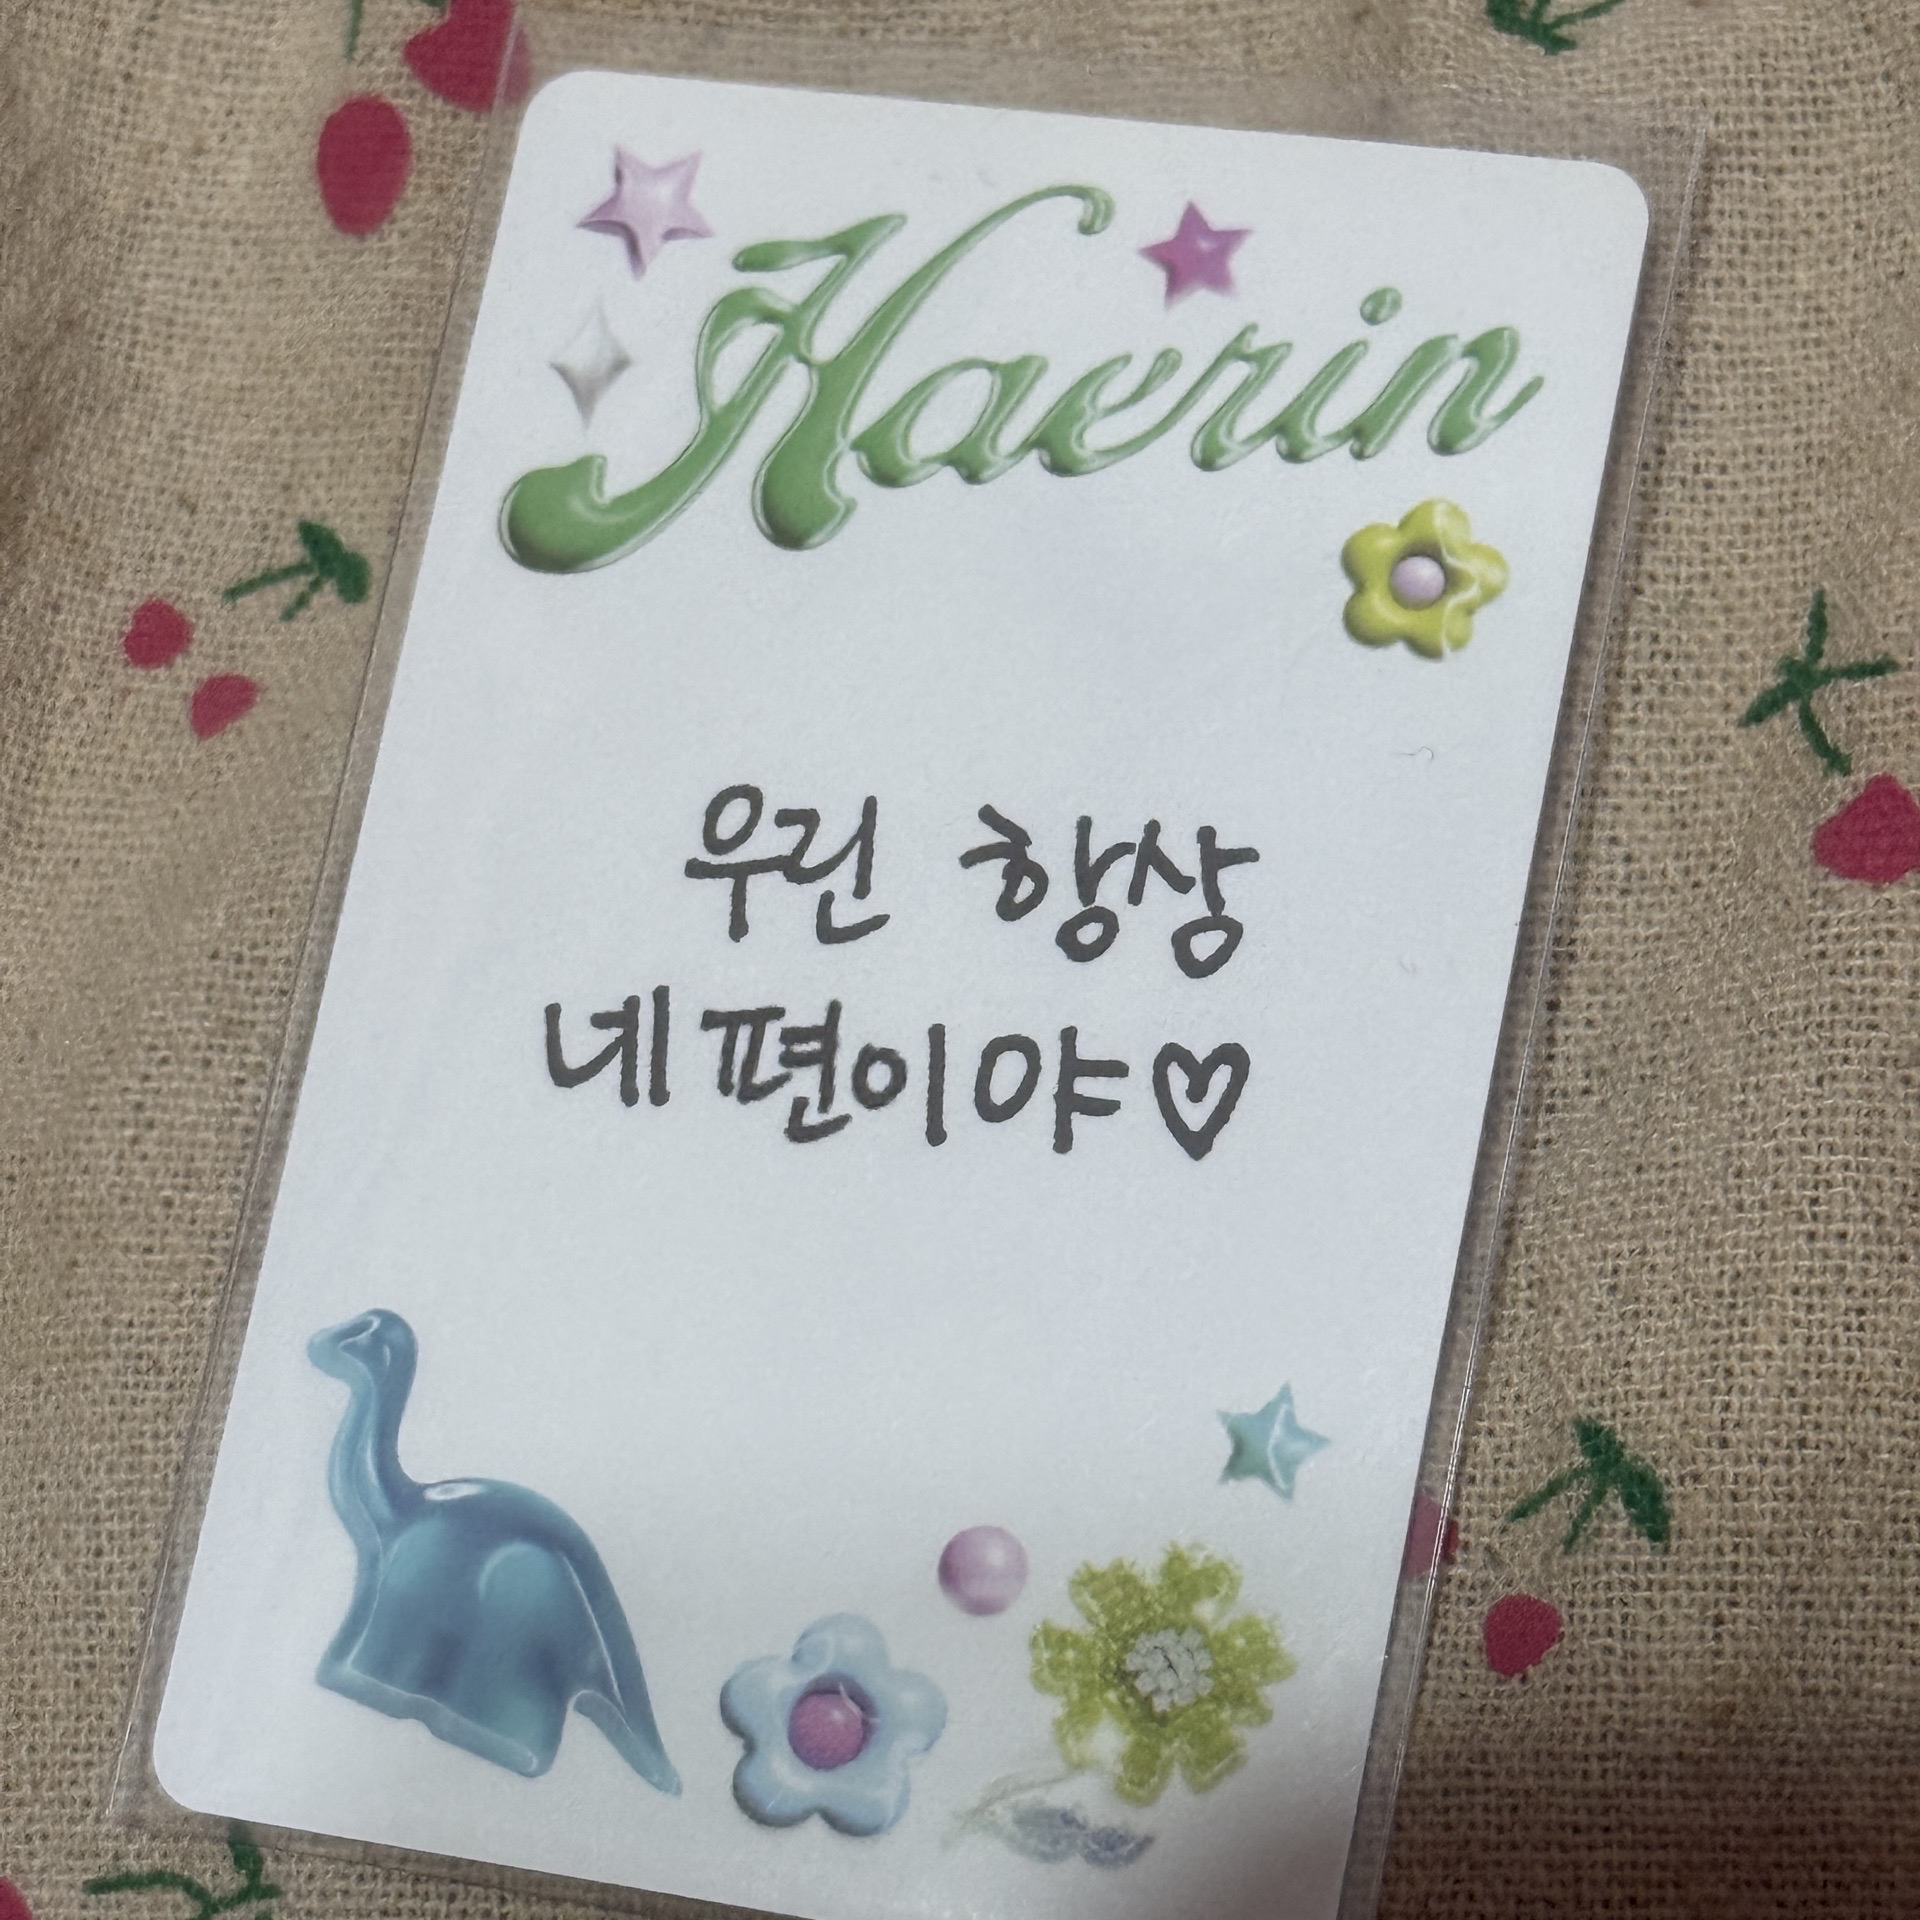 Haerin
우린 항상
네 편이야♡